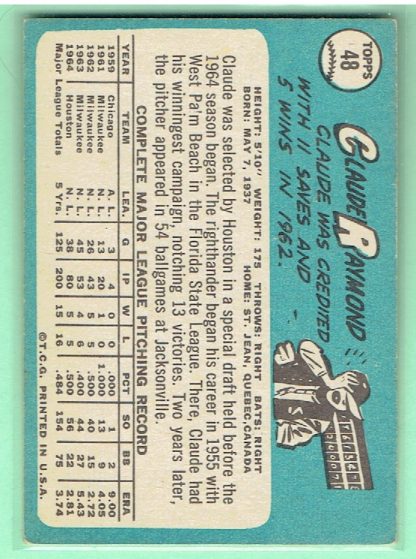 TOPPS
48
CLAUDE RAYMOND
CLAUDE WAS CREDITED
WITH 11 SAVES AND
5 WINS IN 1962.
HEIGHT: 5'10" WEIGHT: 175 THROWS: RIGHT BATS: RIGHT
BORN: MAY 7, 1937 HOME: ST. JEAN, QUEBEC, CANADA
Claude was selected by Houston in a special draft held before the
1964 season began. The righthander began his career in 1955 with
West Pa'm Beach in the Florida State League. There, Claude had
his winningest campaign, notching 13 victories. Two years later,
the pitcher appeared in 54 ballgames at Jacksonville.
COMPLETE MAJOR LEAGUE PITCHING RECORD
YEAR TEAM LEA. G IP W L PCT SO BB ERA
1959 Chicago A. L. 3 4 0 0 .000 1 2 9.00
1961 Milwaukee N. L. 13 20 1 0 1.000 13 9 4.05
1962 Milwaukee N. L. 26 43 5 5 .500 40 15 2.72
1963 Milwaukee N. L. 45 53 4 6 .400 44 27 5.43
1964 Houston N. L. 38 80 5 5 .500 56 22 2.81
Major League Totals 5 Yrs. 125 200 15 16 .484 154 75 3.74
©T.C.G. PRINTED IN U.S.A.